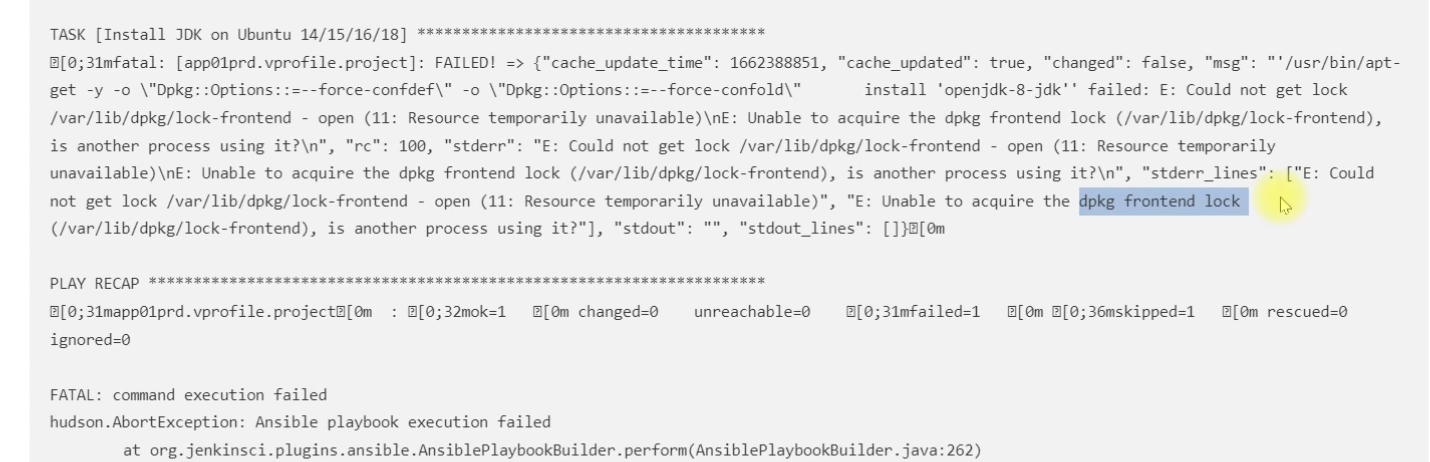 TASK [Install JDK on Ubuntu 14/15/16/18] **************************************
[0;31mfatal: [app01prd.vprofile.project]: FAILED! => {"cache_update_time": 1662388851, "cache_updated": true, "changed": false, "msg": "'/usr/bin/apt-
get -y -o \"Dpkg::Options::=--force-confdef\" -o \"Dpkg::Options::=--force-confold\"       install 'openjdk-8-jdk'' failed: E: Could not get lock
/var/lib/dpkg/lock-frontend - open (11: Resource temporarily unavailable)\nE: Unable to acquire the dpkg frontend lock (/var/lib/dpkg/lock-frontend),
is another process using it?\n", "rc": 100, "stderr": "E: Could not get lock /var/lib/dpkg/lock-frontend - open (11: Resource temporarily
unavailable)\nE: Unable to acquire the dpkg frontend lock (/var/lib/dpkg/lock-frontend), is another process using it?\n", "stderr_lines": ["E: Could
not get lock /var/lib/dpkg/lock-frontend - open (11: Resource temporarily unavailable)", "E: Unable to acquire the dpkg frontend lock
(/var/lib/dpkg/lock-frontend), is another process using it?"], "stdout": "", "stdout_lines": []}[0m
PLAY RECAP *********************************************************************
[0;31mapp01prd.vprofile.project[0m  : [0;32mok=1   [0m changed=0    unreachable=0    [0;31mfailed=1   [0m [0;36mskipped=1   [0m rescued=0
ignored=0
FATAL: command execution failed
hudson.AbortException: Ansible playbook execution failed
at org.jenkinsci.plugins.ansible.AnsiblePlaybookBuilder.perform(AnsiblePlaybookBuilder.java:262)